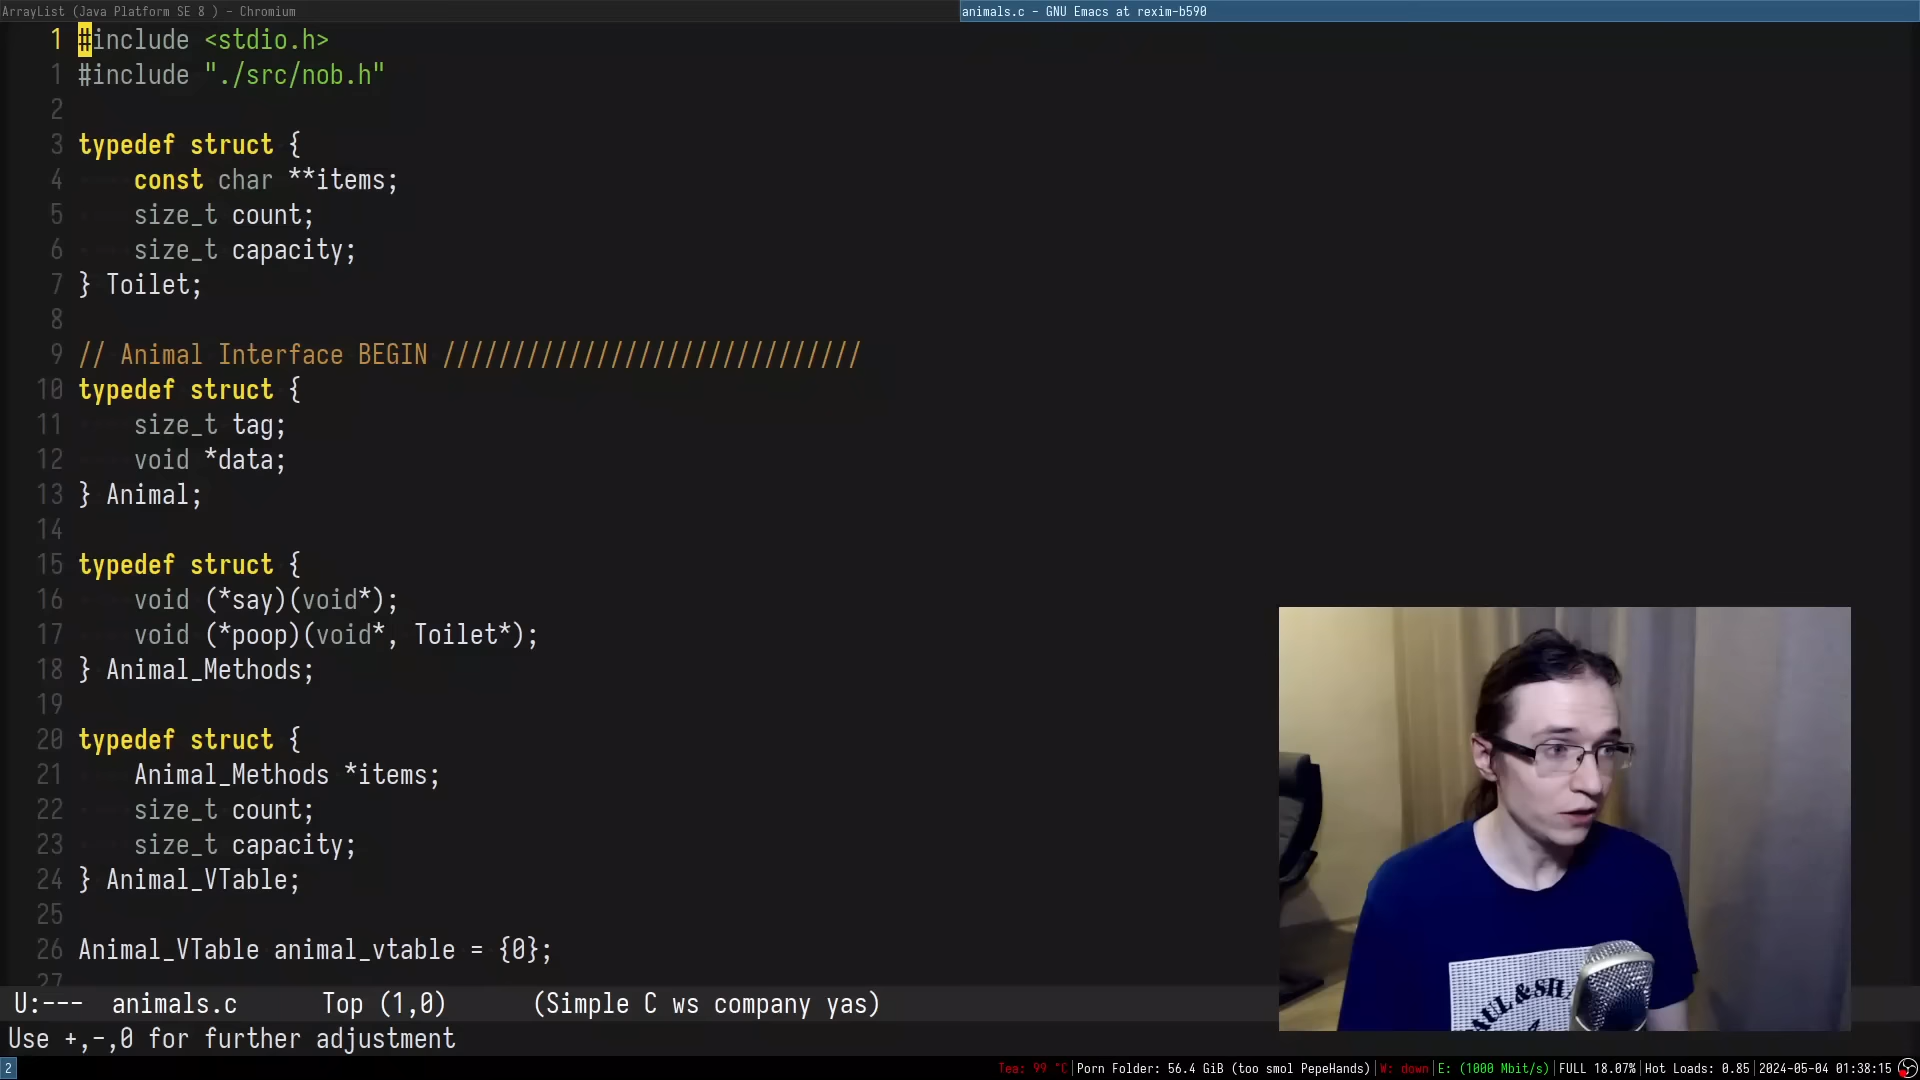 ArrayList (Java Platform SE 8 ) - Chromium
animals.c - GNU Emacs at rexim-b590
1 #include <stdio.h>
1 #include "./src/nob.h"
2
3 typedef struct {
4 const char **items;
5 size_t count;
6 size_t capacity;
7 } Toilet;
8
9 // Animal Interface BEGIN //////////////////////////////
10 typedef struct {
11 size_t tag;
12 void *data;
13 } Animal;
14
15 typedef struct {
16 void (*say)(void*);
17 void (*poop)(void*, Toilet*);
18 } Animal_Methods;
19
20 typedef struct {
21 Animal_Methods *items;
22 size_t count;
23 size_t capacity;
24 } Animal_VTable;
25
26 Animal_VTable animal_vtable = {0};
27
U:--- animals.c Top (1,0) (Simple C ws company yas)
Use +,-,0 for further adjustment
2
Tea: 99 °C|Porn Folder: 56.4 GiB (too smol PepeHands)|W: down|E: (1000 Mbit/s)|FULL 18.07%|Hot Loads: 0.85|2024-05-04 01:38:15